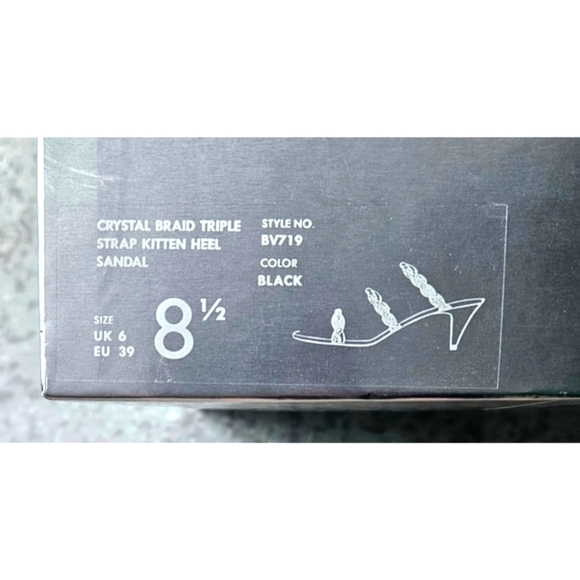 CRYSTAL BRAID TRIPLE
STRAP KITTEN HEEL
SANDAL
STYLE NO.
BV719
COLOR
BLACK
SIZE
UK 6
EU 39
8 ½